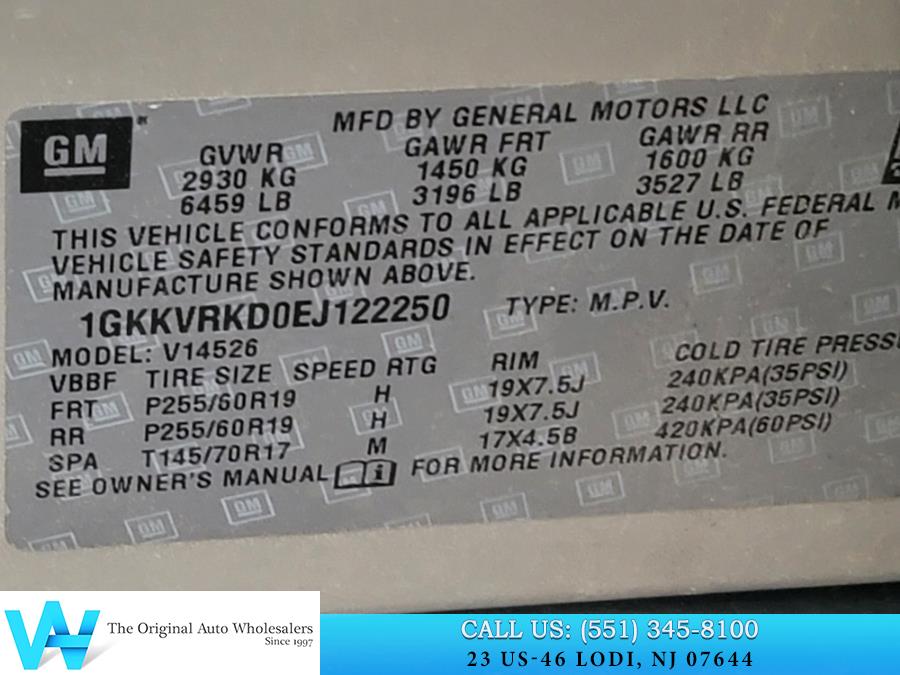 MFD BY GENERAL MOTORS LLC
GM
GVWR GAWR FRT GAWR RR
2930 KG 1450 KG 1600 KG
6459 LB 3196 LB 3527 LB
THIS VEHICLE CONFORMS TO ALL APPLICABLE U.S. FEDERAL M
VEHICLE SAFETY STANDARDS IN EFFECT ON THE DATE OF
MANUFACTURE SHOWN ABOVE.
1GKKVRKD0EJ122250 TYPE: M.P.V.
MODEL: V14526
VBBF TIRE SIZE SPEED RTG RIM COLD TIRE PRESS
FRT P255/60R19 H 19X7.5J 240KPA(35PSI)
RR P255/60R19 H 19X7.5J 240KPA(35PSI)
SPA T145/70R17 M 17X4.5B 420KPA(60PSI)
SEE OWNER'S MANUAL i FOR MORE INFORMATION.
W The Original Auto Wholesalers
Since 1997
CALL US: (551) 345-8100
23 US-46 LODI, NJ 07644